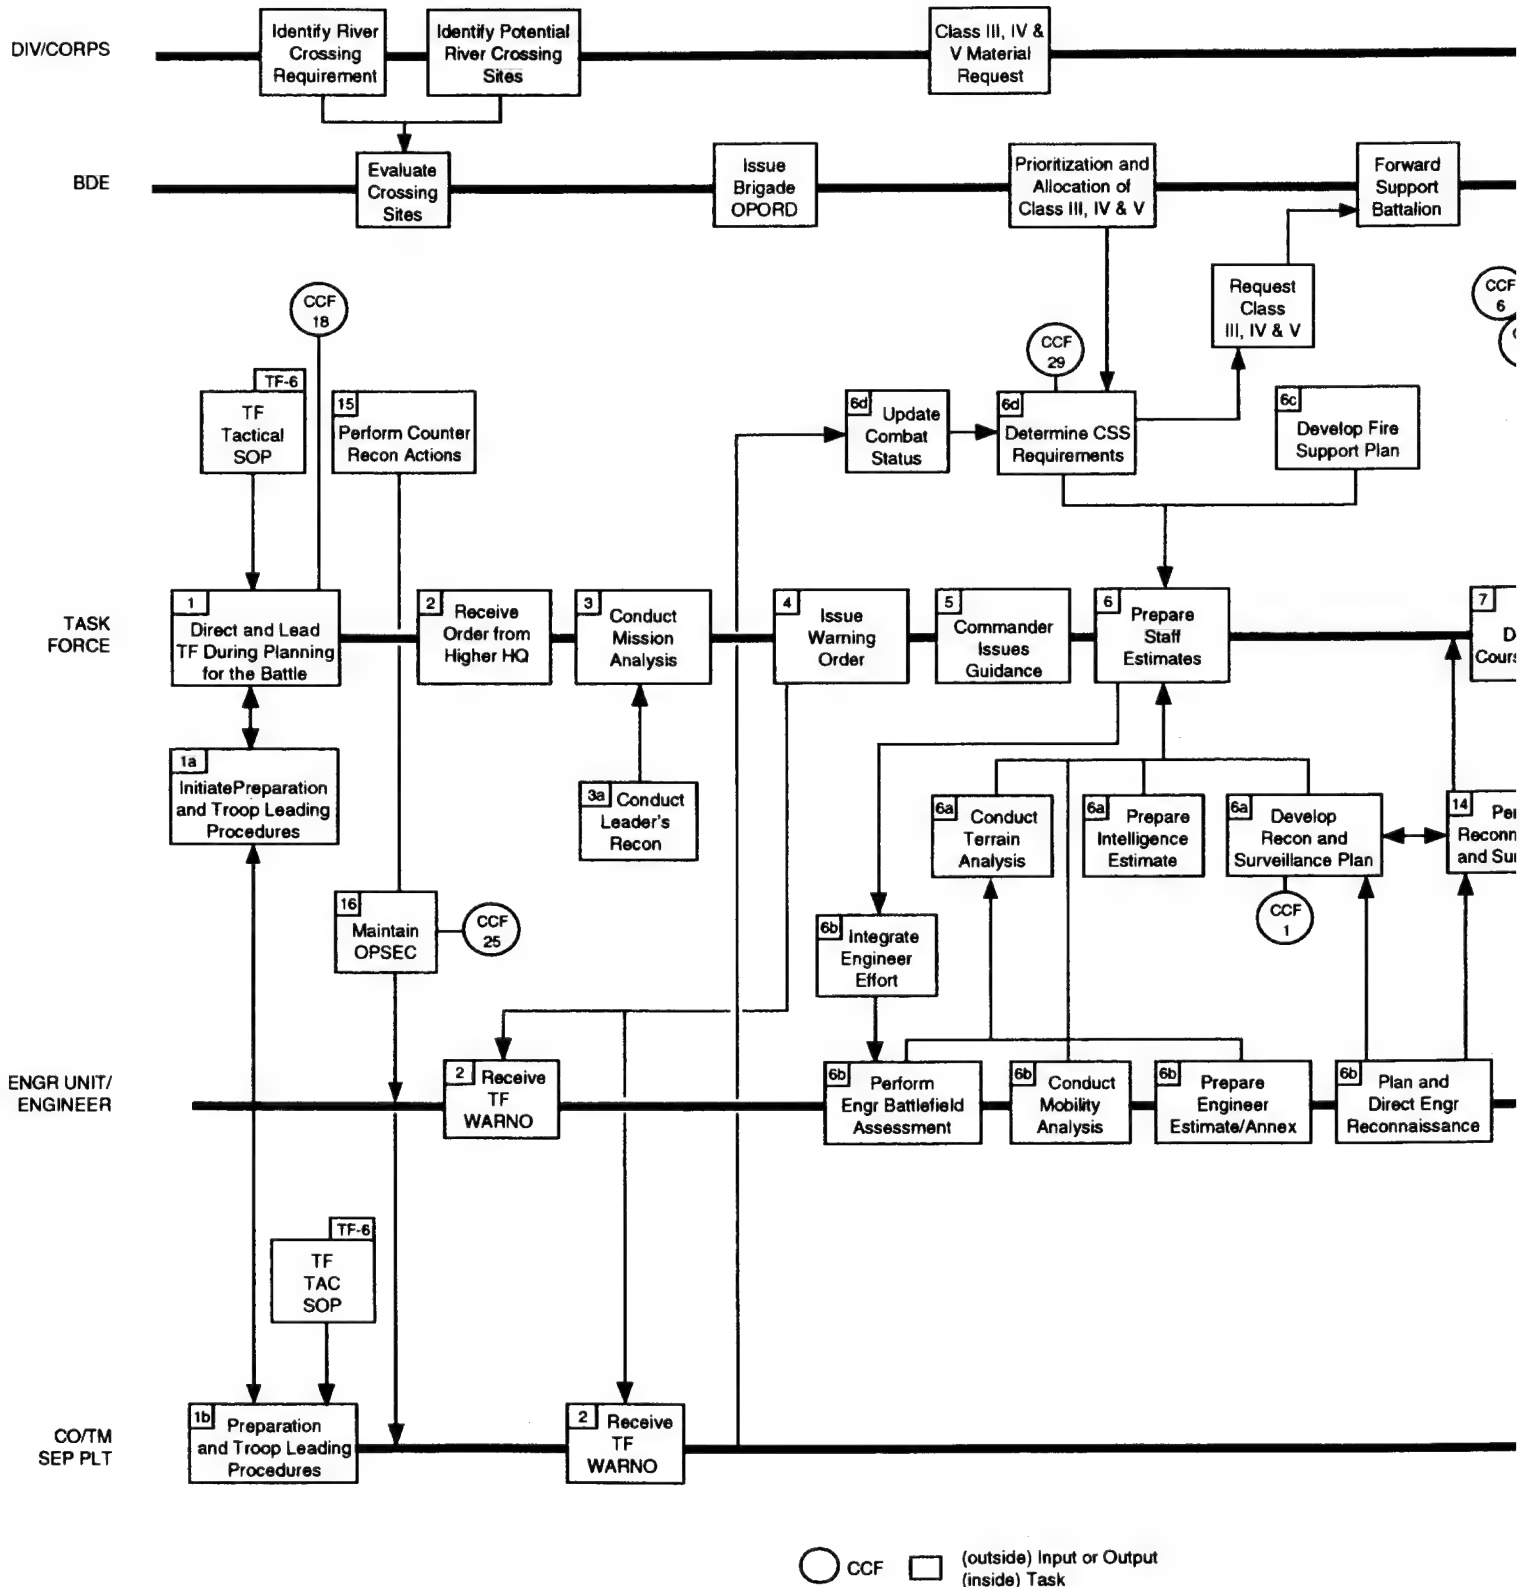 DIV/CORPS
Identify River
Crossing
Requirement
Identify Potential
River Crossing
Sites
Class III, IV &
V Material
Request
BDE
Evaluate
Crossing
Sites
Issue
Brigade
OPORD
Prioritization and
Allocation of
Class III, IV & V
Forward
Support
Battalion
CCF
18
CCF
29
Request
Class
III, IV & V
CCF
6
TF-6
TF
Tactical
SOP
15
Perform Counter
Recon Actions
6d
Update
Combat
Status
6d
Determine CSS
Requirements
6c
Develop Fire
Support Plan
TASK
FORCE
1
Direct and Lead
TF During Planning
for the Battle
2
Receive
Order from
Higher HQ
3
Conduct
Mission
Analysis
4
Issue
Warning
Order
5
Commander
Issues
Guidance
6
Prepare
Staff
Estimates
7
1a
InitiatePreparation
and Troop Leading
Procedures
3a
Conduct
Leader's
Recon
6a
Conduct
Terrain
Analysis
6a
Prepare
Intelligence
Estimate
6a
Develop
Recon and
Surveillance Plan
14
and
16
Maintain
OPSEC
CCF
25
6b
Integrate
Engineer
Effort
CCF
1
ENGR UNIT/
ENGINEER
2
Receive
TF
WARNO
6b
Perform
Engr Battlefield
Assessment
6b
Conduct
Mobility
Analysis
6b
Prepare
Engineer
Estimate/Annex
6b
Plan and
Direct Engr
Reconnaissance
TF-6
TF
TAC
SOP
CO/TM
SEP PLT
1b
Preparation
and Troop Leading
Procedures
2
Receive
TF
WARNO
CCF
(outside) Input or Output
(inside) Task